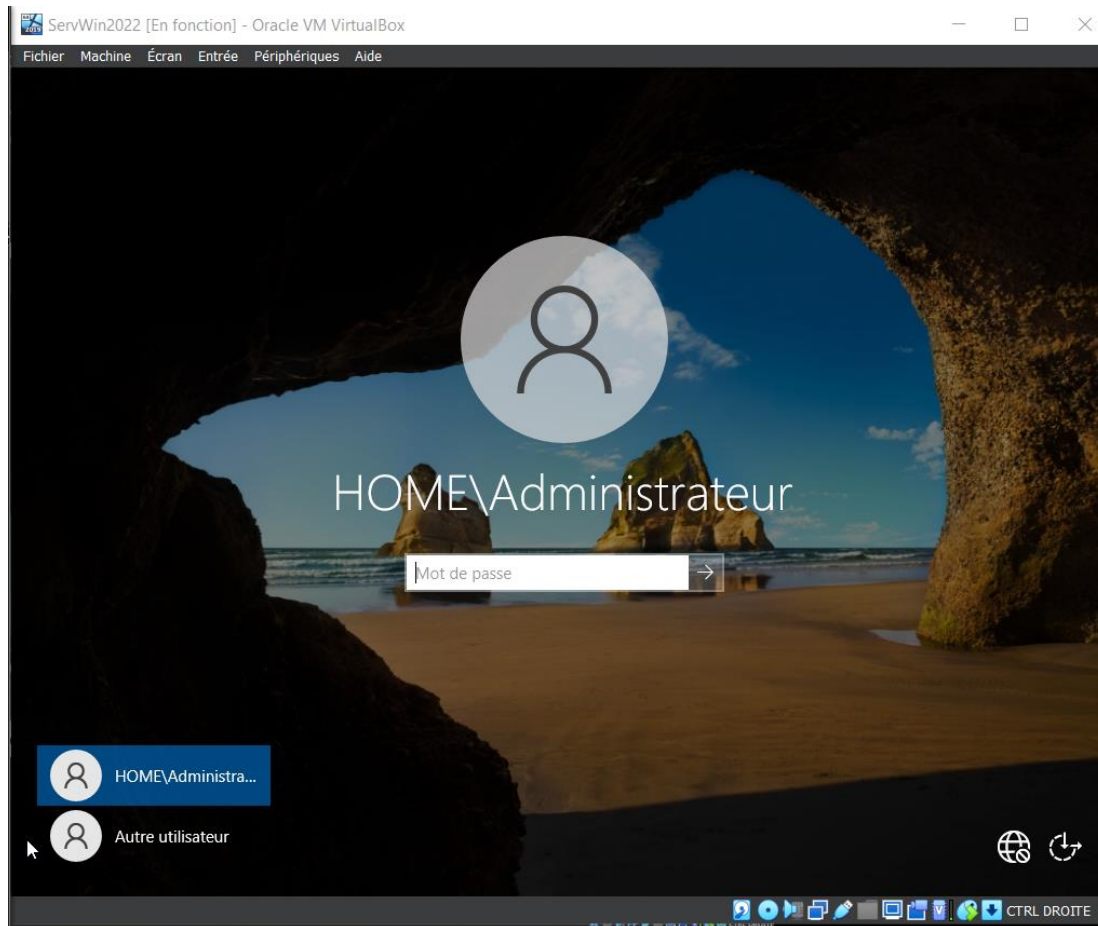 ServWin2022 [En fonction] - Oracle VM VirtualBox
Fichier Machine Écran Entrée Périphériques Aide
HOME\Administrateur
Mot de passe
HOME\Administra...
Autre utilisateur
CTRL DROITE